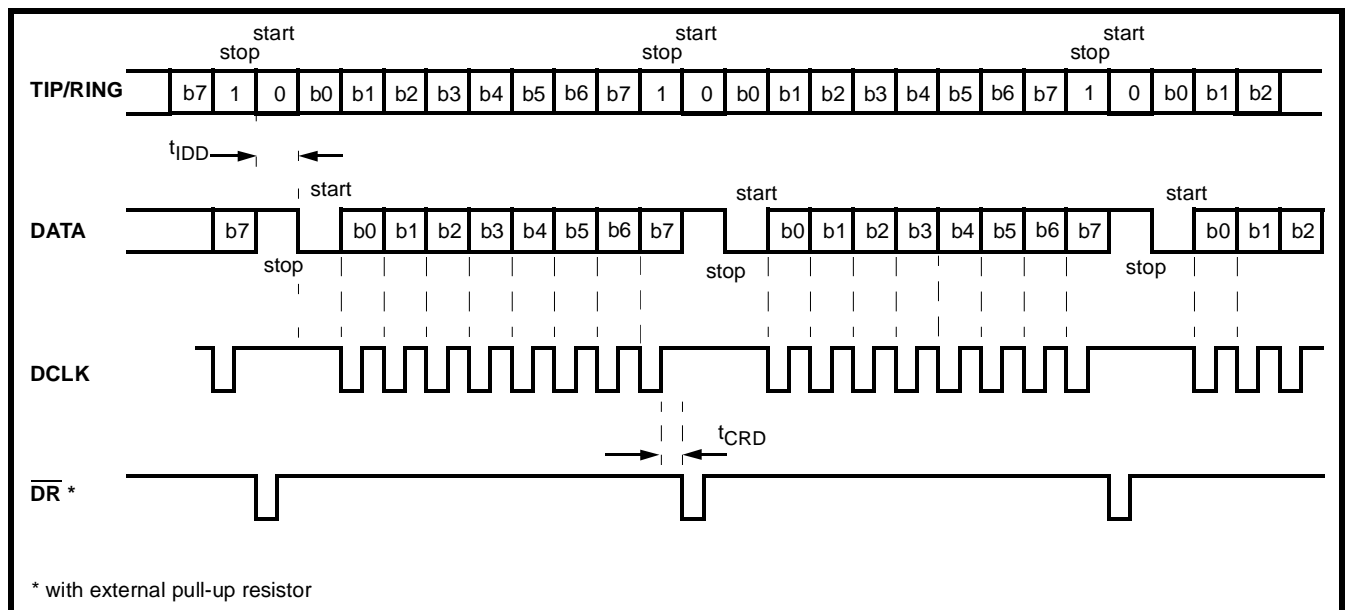 start start start
stop stop stop
TIP/RING b7 1 0 b0 b1 b2 b3 b4 b5 b6 b7 1 0 b0 b1 b2 b3 b4 b5 b6 b7 1 0 b0 b1 b2
tIDD
start start start
DATA b7 b0 b1 b2 b3 b4 b5 b6 b7 b0 b1 b2 b3 b4 b5 b6 b7 b0 b1 b2
stop stop stop
DCLK
tCRD
DR *
* with external pull-up resistor